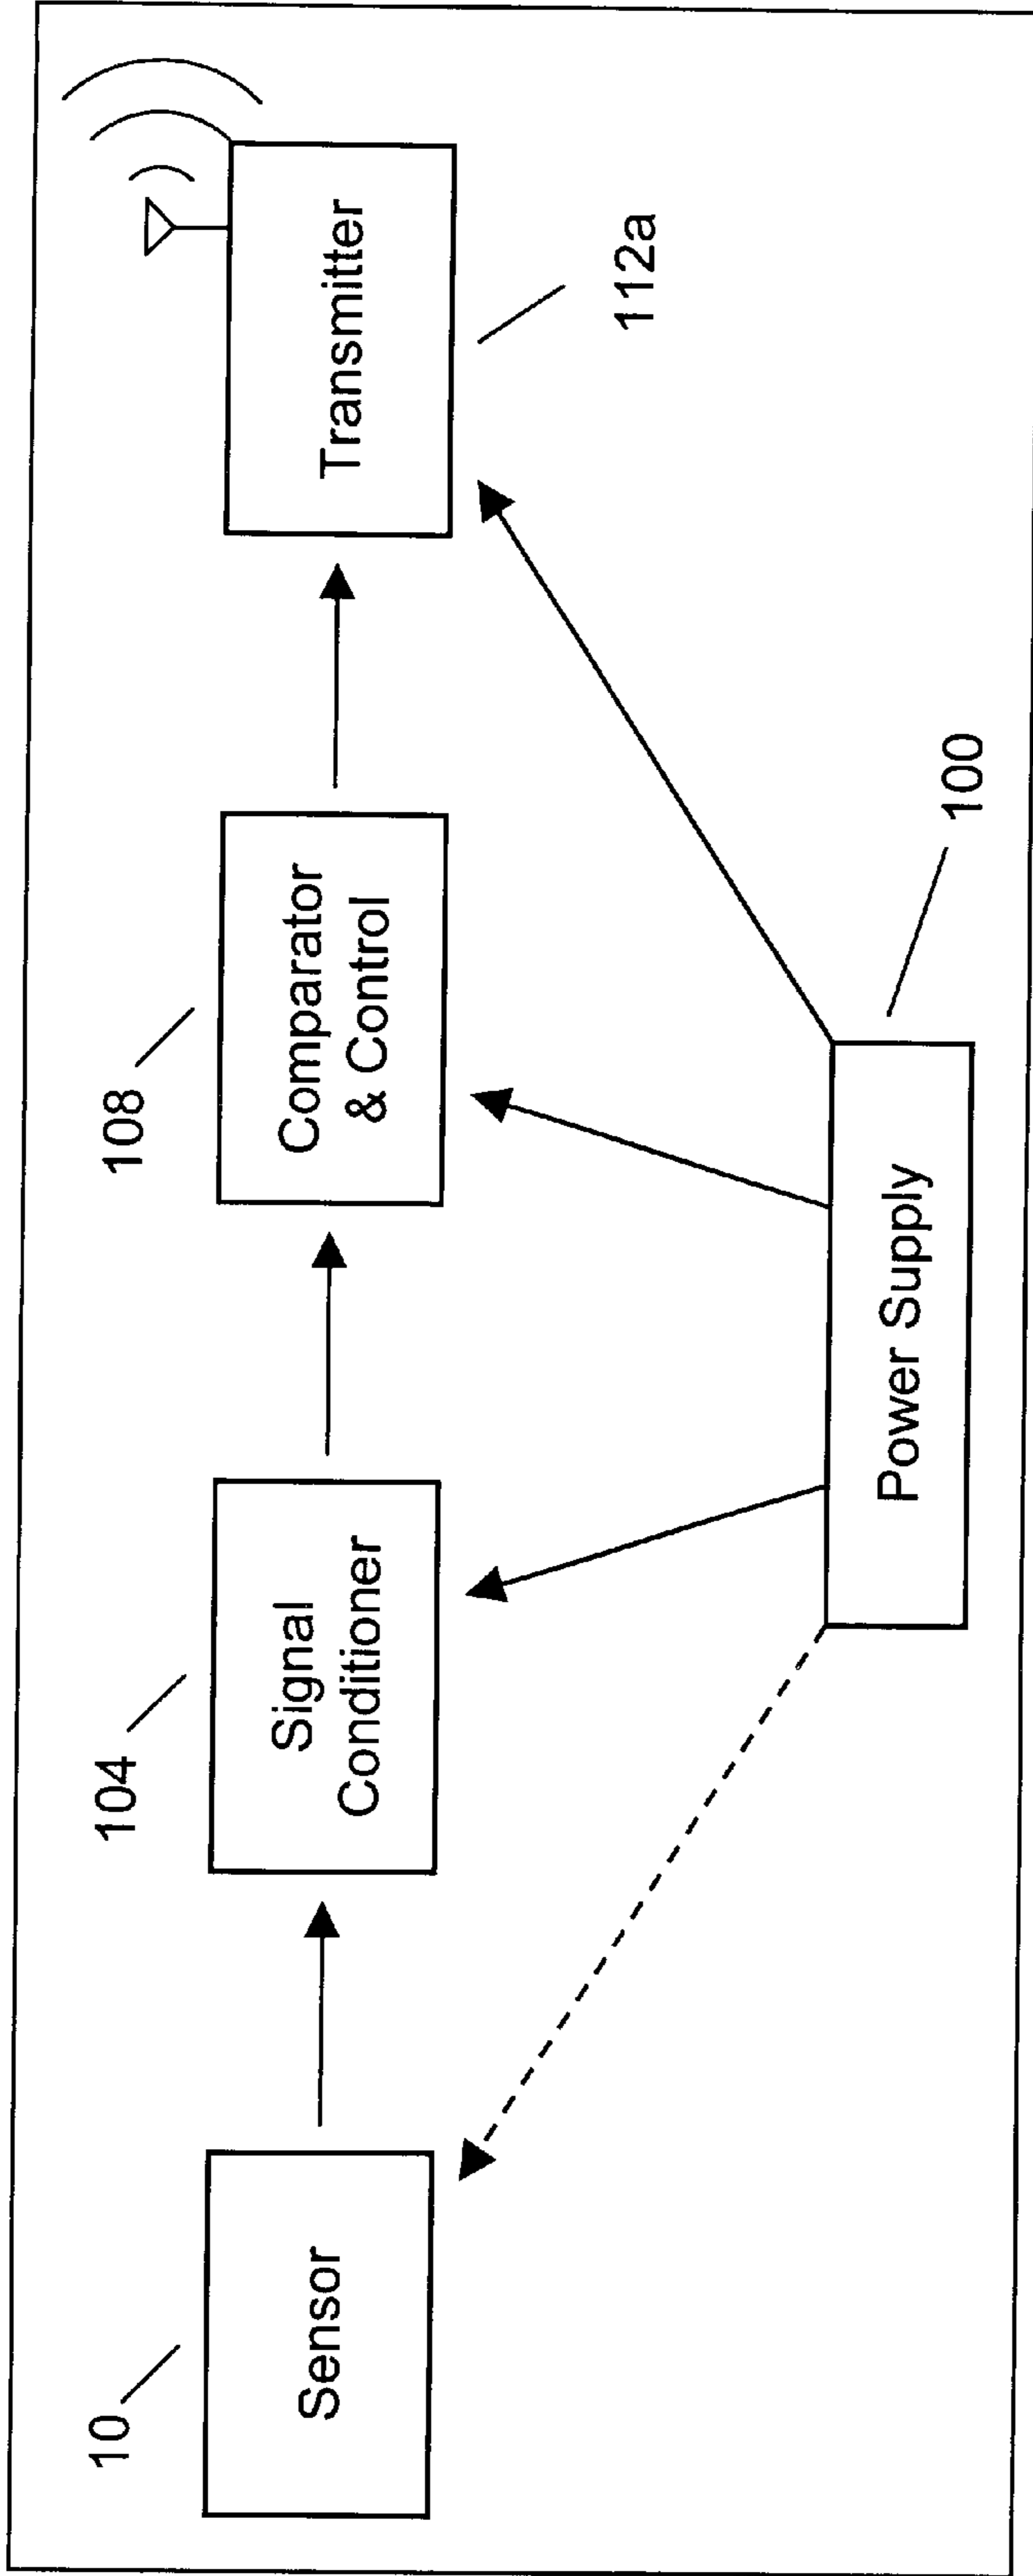 10
Sensor
104
Signal
Conditioner
108
Comparator
& Control
Transmitter
112a
Power Supply
100